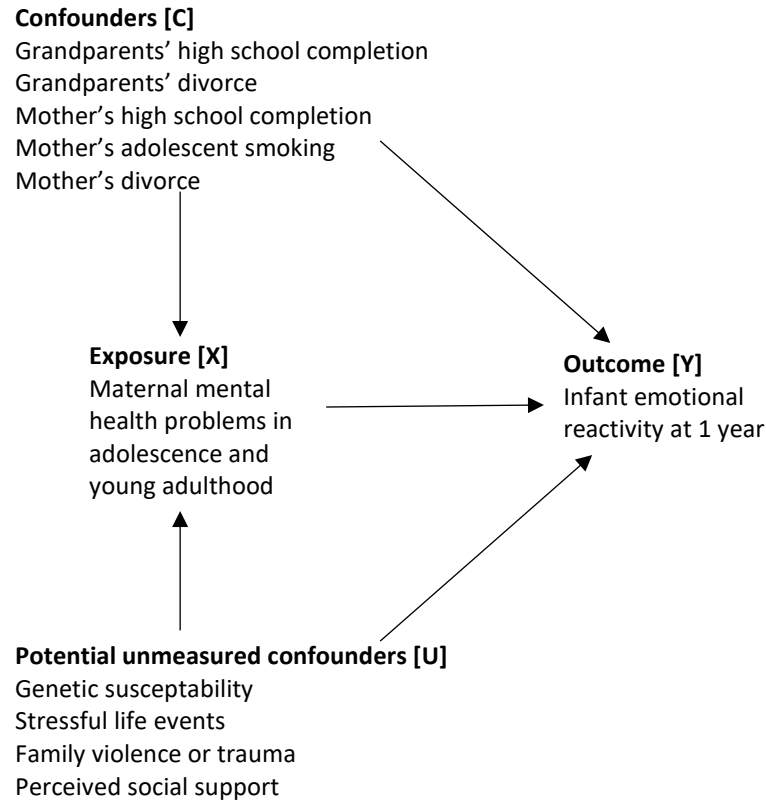 Confounders [C]
Grandparents’ high school completion
Grandparents’ divorce
Mother’s high school completion
Mother’s adolescent smoking
Mother’s divorce
Exposure [X]
Maternal mental
health problems in
adolescence and
young adulthood
Outcome [Y]
Infant emotional
reactivity at 1 year
Potential unmeasured confounders [U]
Genetic susceptability
Stressful life events
Family violence or trauma
Perceived social support